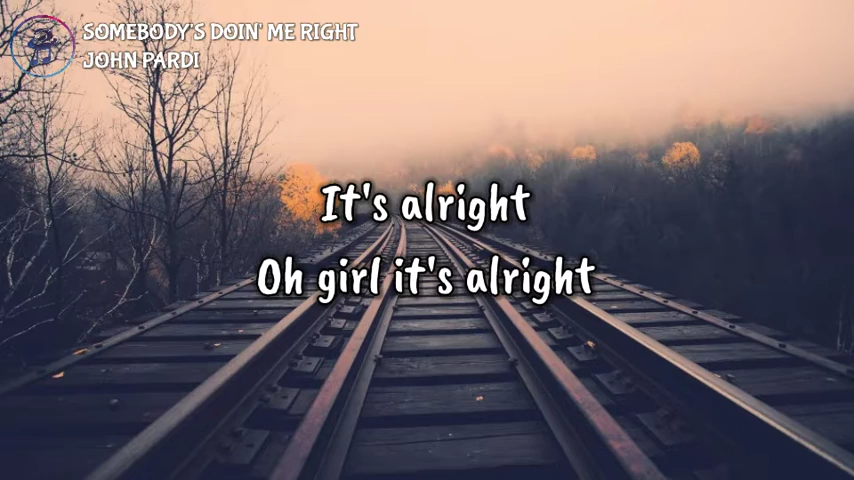 SOMEBODY'S DOIN' ME RIGHT
JOHN PARDI
It's alright
Oh girl it's alright